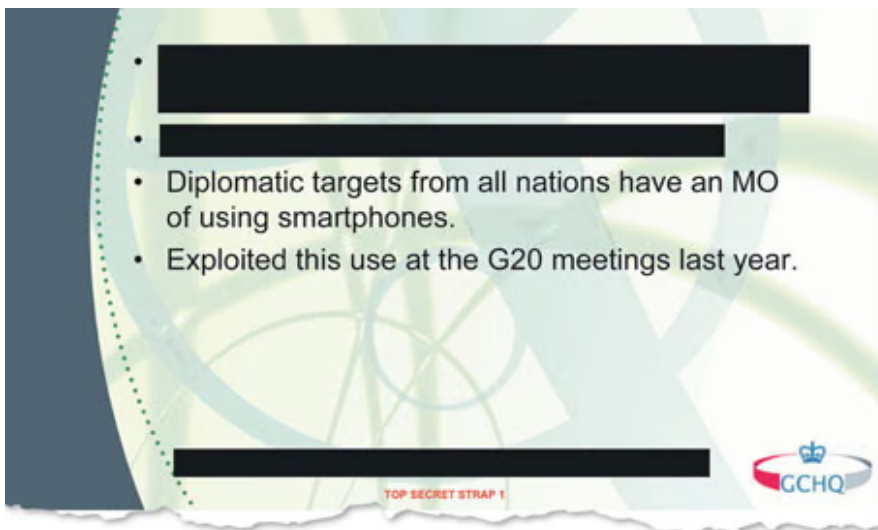 • Diplomatic targets from all nations have an MO
of using smartphones.
• Exploited this use at the G20 meetings last year.
GCHQ
TOP SECRET STRAP 1